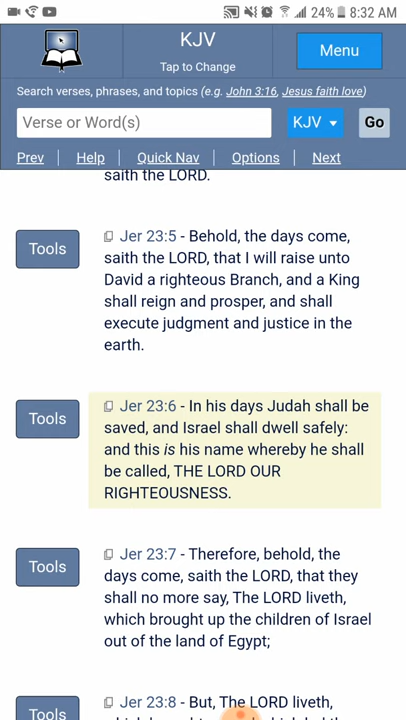 24% 8:32 AM
KJV
Tap to Change
Menu
Search verses, phrases, and topics (e.g. John 3:16, Jesus faith love)
Verse or Word(s)
KJV
Go
Prev | Help | Quick Nav | Options | Next
saith the LORD.
Tools
Jer 23:5 - Behold, the days come,
saith the LORD, that I will raise unto
David a righteous Branch, and a King
shall reign and prosper, and shall
execute judgment and justice in the
earth.
Tools
Jer 23:6 - In his days Judah shall be
saved, and Israel shall dwell safely:
and this is his name whereby he shall
be called, THE LORD OUR
RIGHTEOUSNESS.
Tools
Jer 23:7 - Therefore, behold, the
days come, saith the LORD, that they
shall no more say, The LORD liveth,
which brought up the children of Israel
out of the land of Egypt;
Tools
Jer 23:8 - But, The LORD liveth,